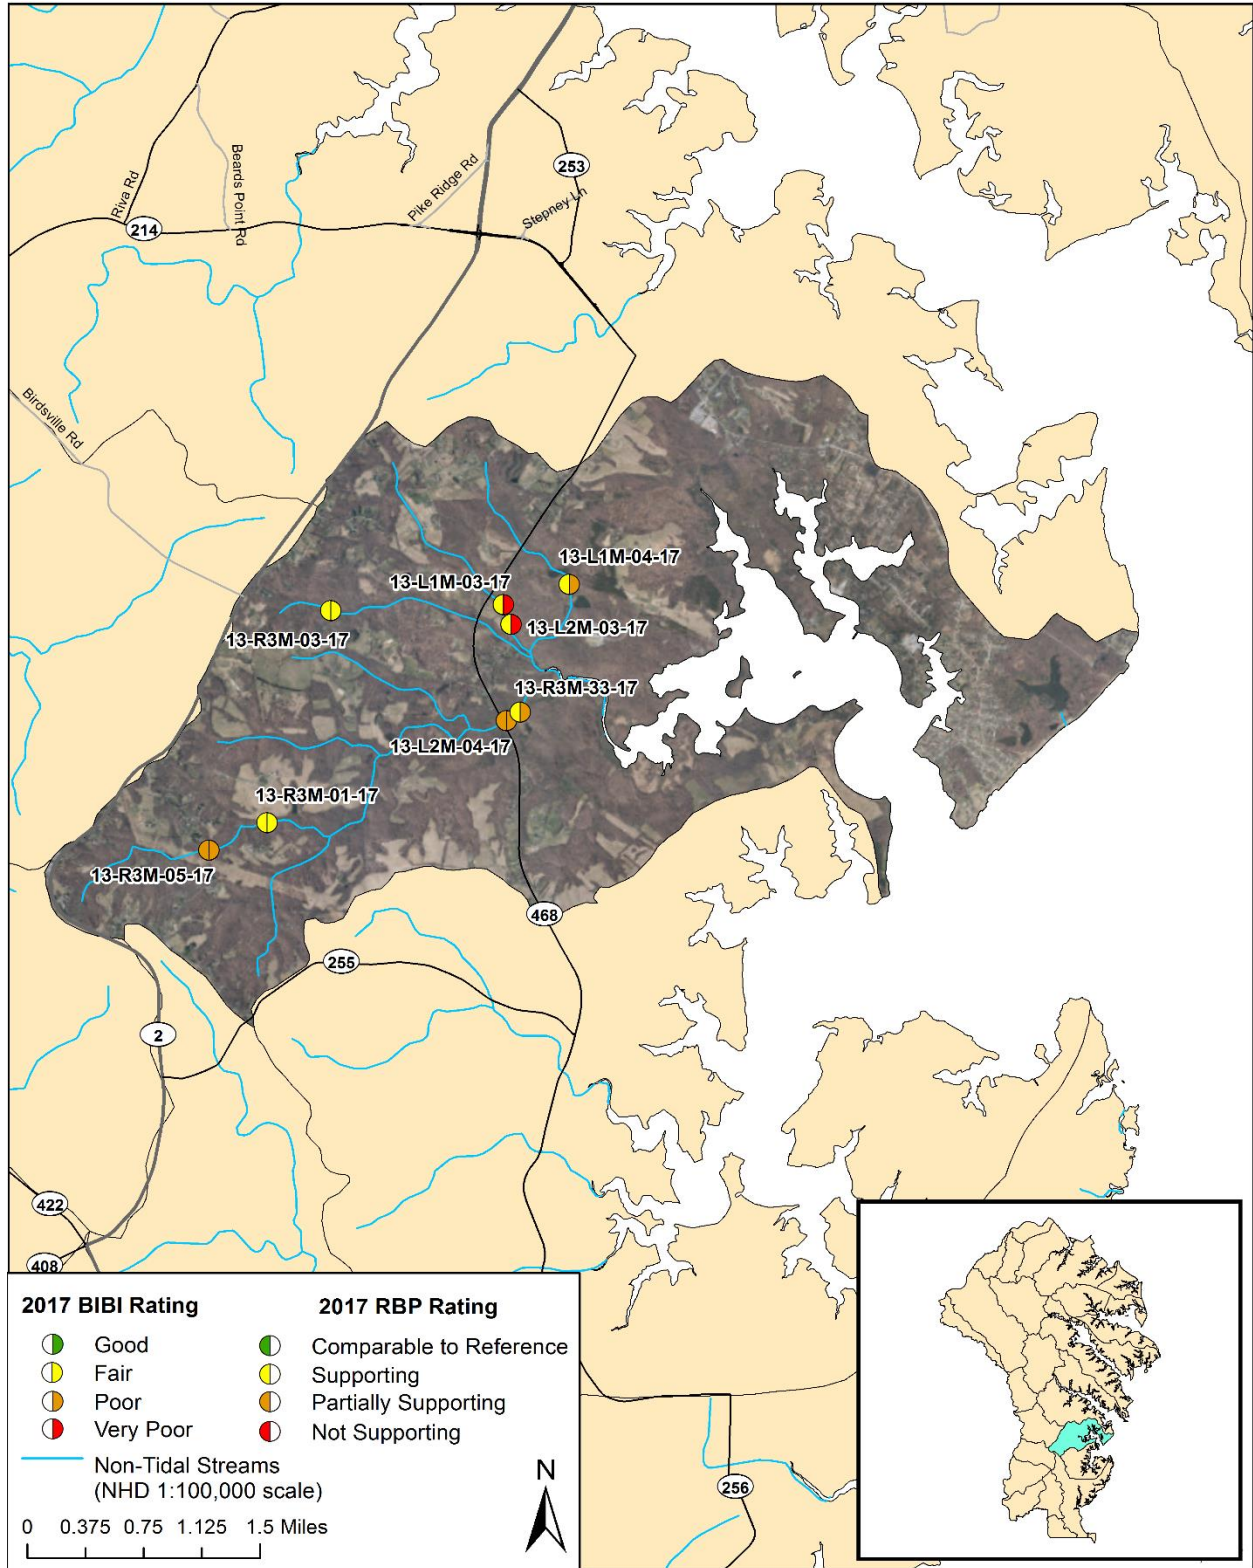 253
Riva Rd
Beards Point Rd
Pike Ridge Rd
Stepney Ln
214
Birdsville Rd
13-L1M-04-17
13-L1M-03-17
13-L2M-03-17
13-R3M-03-17
13-R3M-33-17
13-L2M-04-17
13-R3M-01-17
13-R3M-05-17
468
255
2
422
408
256
2017 BIBI Rating
Good
Fair
Poor
Very Poor
2017 RBP Rating
Comparable to Reference
Supporting
Partially Supporting
Not Supporting
Non-Tidal Streams
(NHD 1:100,000 scale)
0 0.375 0.75 1.125 1.5 Miles
N